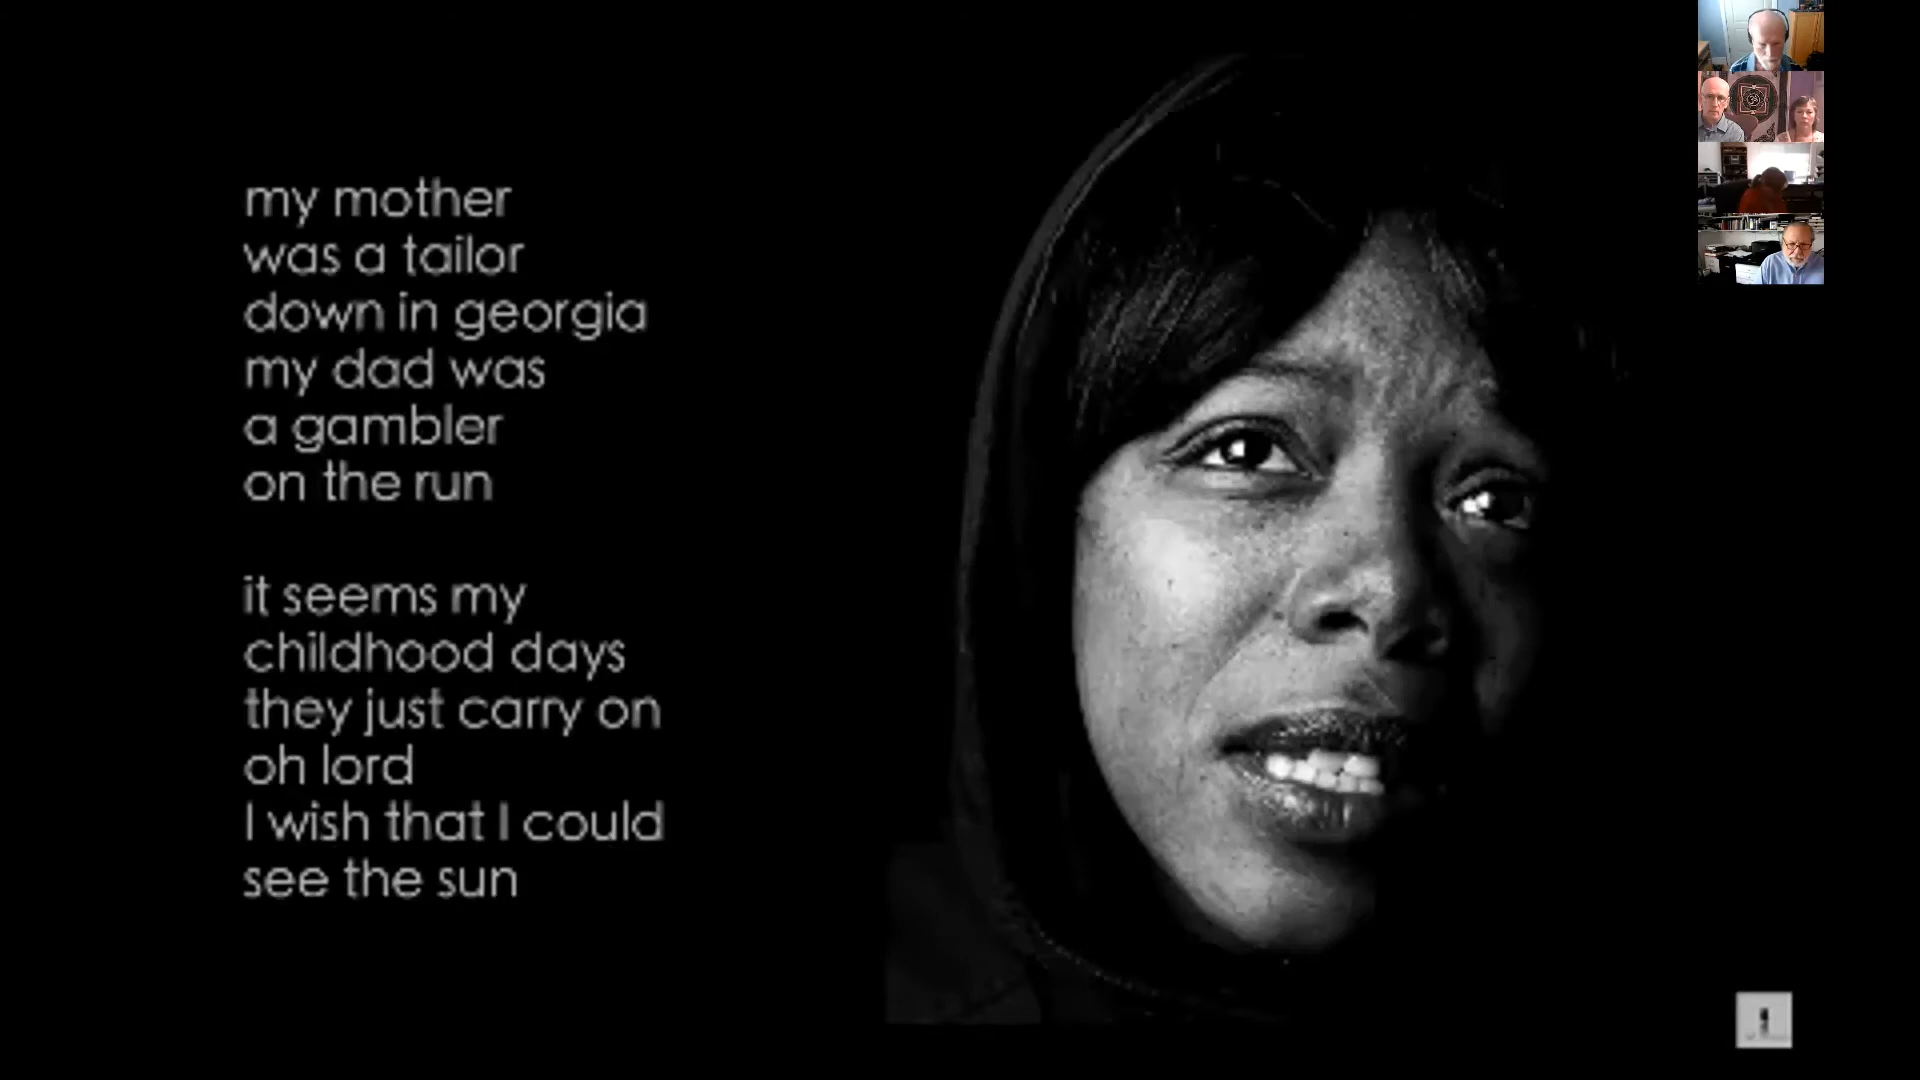 my mother
was a tailor
down in georgia
my dad was
a gambler
on the run
it seems my
childhood days
they just carry on
oh lord
I wish that I could
see the sun